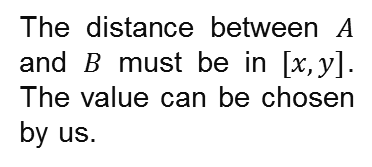 The distance between A
and B must be in [x, y].
The value can be chosen
by us.